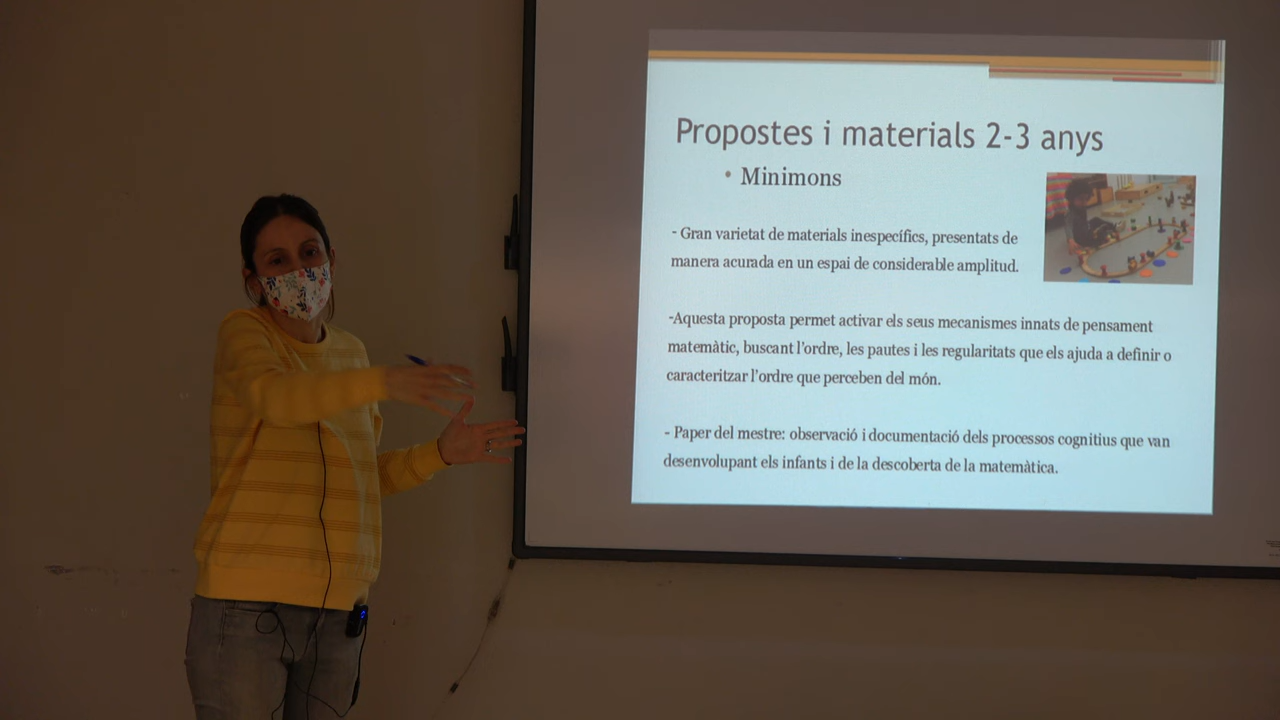 Propostes i materials 2-3 anys
• Minimons
- Gran varietat de materials inespecífics, presentats de
manera acurada en un espai de considerable amplitud.
-Aquesta proposta permet activar els seus mecanismes innats de pensament
matemàtic, buscant l'ordre, les pautes i les regularitats que els ajuda a definir o
caracteritzar l'ordre que perceben del món.
- Paper del mestre: observació i documentació dels processos cognitius que van
desenvolupant els infants i de la descoberta de la matemàtica.